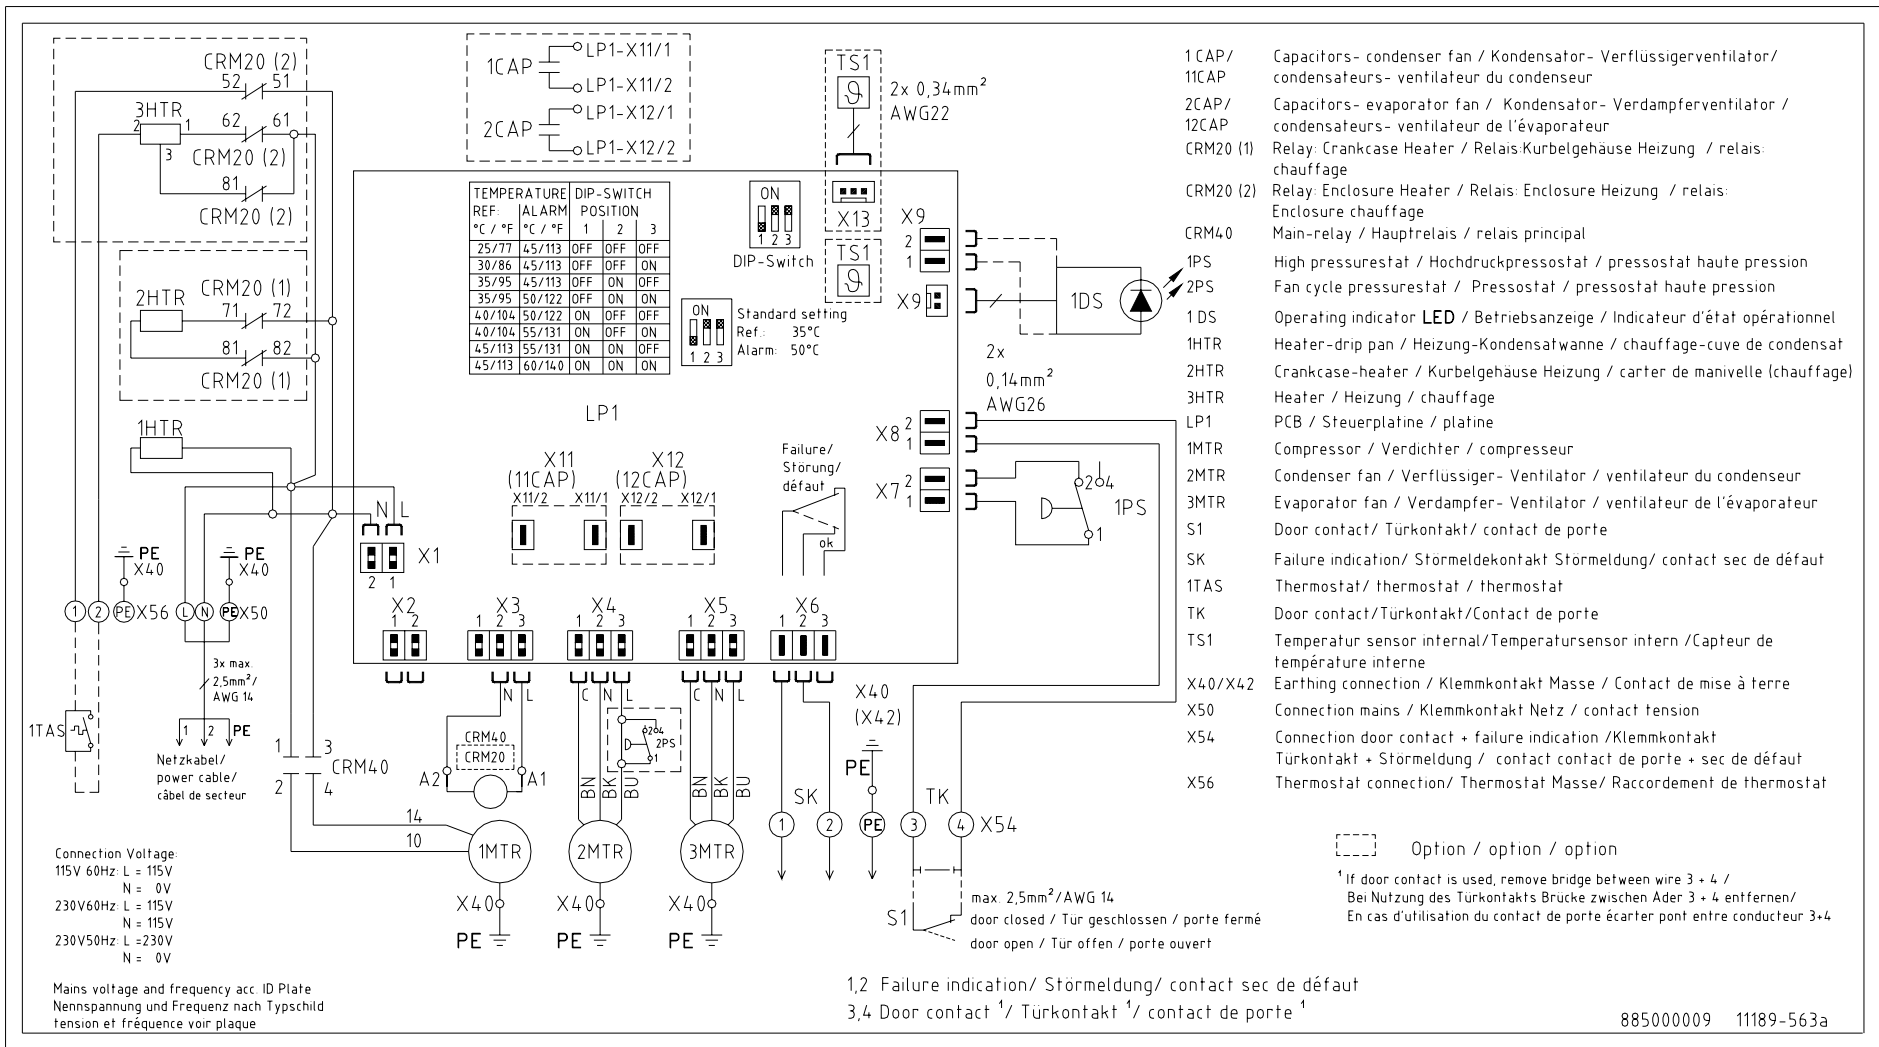 CRM20 (2)
52 51
3HTR
2 1
62 61
3
CRM20 (2)
81
CRM20 (2)
CRM20 (1)
2HTR
71 72
81 82
CRM20 (1)
1HTR
1CAP
LP1-X11/1
LP1-X11/2
2CAP
LP1-X12/1
LP1-X12/2
TS1
ϑ
2x 0,34mm²
AWG22
X13
TS1
ϑ
TEMPERATURE DIP-SWITCH
REF: ALARM POSITION
°C / °F °C / °F 1 2 3
25/77 45/113 OFF OFF OFF
30/86 45/113 OFF OFF ON
35/95 45/113 OFF ON OFF
35/95 50/122 OFF ON ON
40/104 50/122 ON OFF OFF
40/104 55/131 ON OFF ON
45/113 55/131 ON ON OFF
45/113 60/140 ON ON ON
ON
1 2 3
DIP-Switch
ON
1 2 3
Standard setting
Ref.: 35°C
Alarm: 50°C
LP1
X9
2
1
X9
1DS
2x
0,14mm²
AWG26
X8 2
1
X7 2
1
2 4
1PS
1
Failure/
Störung/
défaut
ok
X11
(11CAP)
X11/2 X11/1
X12
(12CAP)
X12/2 X12/1
N L
X1
2 1
PE
X40
PE
X40
1 2 PE X56
L N PE X50
X2
1 2
X3
1 2 3
X4
1 2 3
X5
1 2 3
X6
1 2 3
3x max.
2,5mm²/
AWG 14
1TAS
1 2 PE
Netzkabel/
power cable/
câbel de secteur
1 3
CRM40
2 4
N L
CRM40
CRM20
A2 A1
C N L
2 4
2PS
1
BN BK BU
C N L
BN BK BU
14
10
1MTR
2MTR
3MTR
X40
PE
X40
PE
X40
PE
SK
1 2
X40
(X42)
PE
PE
TK
3 4 X54
max. 2,5mm²/AWG 14
S1
door closed / Tür geschlossen / porte fermé
door open / Tür offen / porte ouvert
Connection Voltage:
115V 60Hz: L = 115V
N = 0V
230V60Hz: L = 115V
N = 115V
230V50Hz: L =230V
N = 0V
Mains voltage and frequency acc. ID Plate
Nennspannung und Frequenz nach Typschild
tension et fréquence voir plaque
1,2 Failure indication/ Störmeldung/ contact sec de défaut
3,4 Door contact ¹/ Türkontakt ¹/ contact de porte ¹
1 CAP/ Capacitors- condenser fan / Kondensator- Verflüssigerventilator/
11CAP condensateurs- ventilateur du condenseur
2CAP/ Capacitors- evaporator fan / Kondensator- Verdampferventilator /
12CAP condensateurs- ventilateur de l'évaporateur
CRM20 (1) Relay: Crankcase Heater / Relais:Kurbelgehäuse Heizung / relais:
chauffage
CRM20 (2) Relay: Enclosure Heater / Relais: Enclosure Heizung / relais:
Enclosure chauffage
CRM40 Main-relay / Hauptrelais / relais principal
1PS High pressurestat / Hochdruckpressostat / pressostat haute pression
2PS Fan cycle pressurestat / Pressostat / pressostat haute pression
1 DS Operating indicator LED / Betriebsanzeige / Indicateur d'état opérationnel
1HTR Heater-drip pan / Heizung-Kondensatwanne / chauffage-cuve de condensat
2HTR Crankcase-heater / Kurbelgehäuse Heizung / carter de manivelle (chauffage)
3HTR Heater / Heizung / chauffage
LP1 PCB / Steuerplatine / platine
1MTR Compressor / Verdichter / compresseur
2MTR Condenser fan / Verflüssiger- Ventilator / ventilateur du condenseur
3MTR Evaporator fan / Verdampfer- Ventilator / ventilateur de l'évaporateur
S1 Door contact/ Türkontakt/ contact de porte
SK Failure indication/ Störmeldekontakt Störmeldung/ contact sec de défaut
1TAS Thermostat/ thermostat / thermostat
TK Door contact/Türkontakt/Contact de porte
TS1 Temperatur sensor internal/Temperatursensor intern /Capteur de
température interne
X40/X42 Earthing connection / Klemmkontakt Masse / Contact de mise à terre
X50 Connection mains / Klemmkontakt Netz / contact tension
X54 Connection door contact + failure indication /Klemmkontakt
Türkontakt + Störmeldung / contact contact de porte + sec de défaut
X56 Thermostat connection/ Thermostat Masse/ Raccordement de thermostat
Option / option / option
¹ If door contact is used, remove bridge between wire 3 + 4 /
Bei Nutzung des Türkontakts Brücke zwischen Ader 3 + 4 entfernen/
En cas d'utilisation du contact de porte écarter pont entre conducteur 3+4
885000009 11189-563a